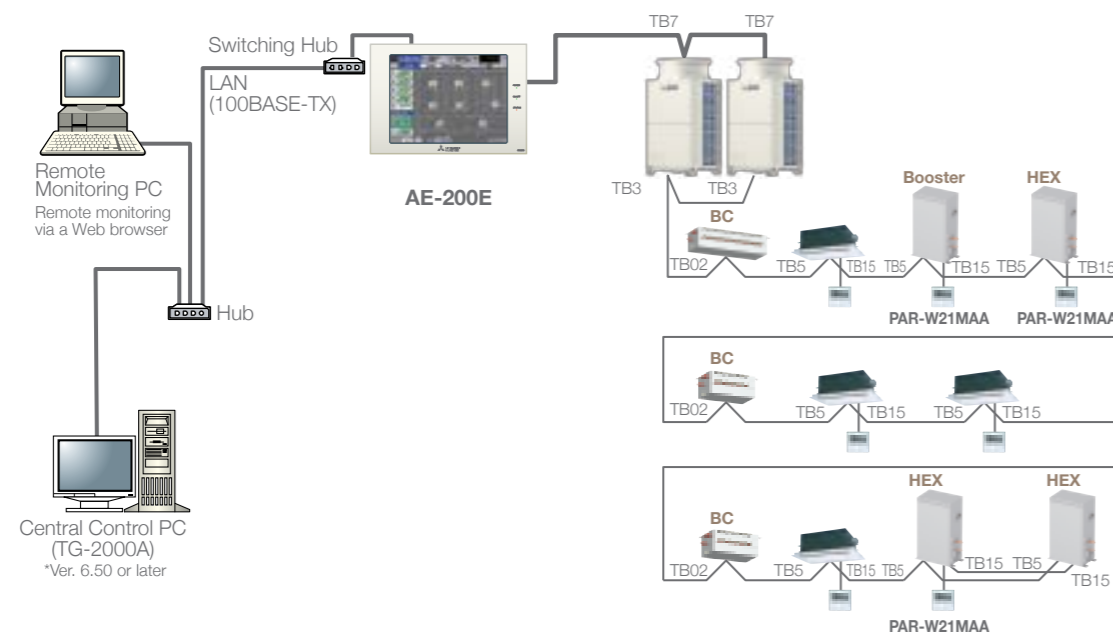 TB7
TB7
Switching Hub
LAN
(100BASE-TX)
Remote
Monitoring PC
Remote monitoring
via a Web browser
AE-200E
TB3
TB3
Booster
HEX
BC
TB02
TB5
TB15
TB5
TB15
TB5
TB15
PAR-W21MAA
PAR-W21MAA
Hub
BC
TB02
TB5
TB15
TB5
TB15
Central Control PC
(TG-2000A)
*Ver. 6.50 or later
HEX
HEX
BC
TB02
TB5
TB15
TB5
TB15
TB5
TB15
PAR-W21MAA